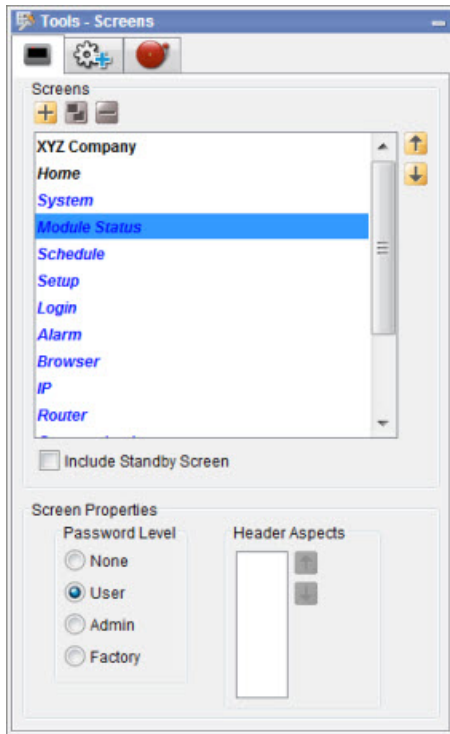 Tools - Screens
Screens
XYZ Company
Home
System
Module Status
Schedule
Setup
Login
Alarm
Browser
IP
Router
Include Standby Screen
Screen Properties
Password Level
Header Aspects
None
User
Admin
Factory